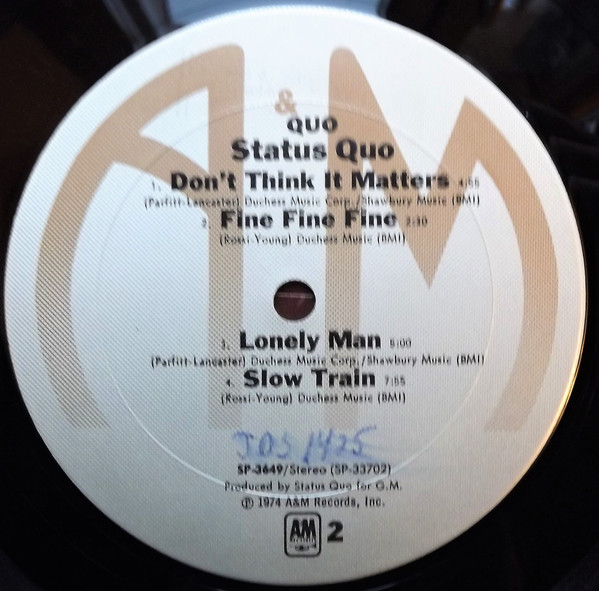 A & M
QUO
Status Quo
1. Don't Think It Matters 4:55
(Parfitt-Lancaster) Duchess Music Corp./Shawbury Music (BMI)
2. Fine Fine Fine 2:30
(Rossi-Young) Duchess Music (BMI)
3. Lonely Man 5:00
(Parfitt-Lancaster) Duchess Music Corp./Shawbury Music (BMI)
4. Slow Train 7:55
(Rossi-Young) Duchess Music (BMI)
JOS 1425
SP-3649/Stereo (SP-33702)
Produced by Status Quo for G.M.
℗ 1974 A&M Records, Inc.
AM 2